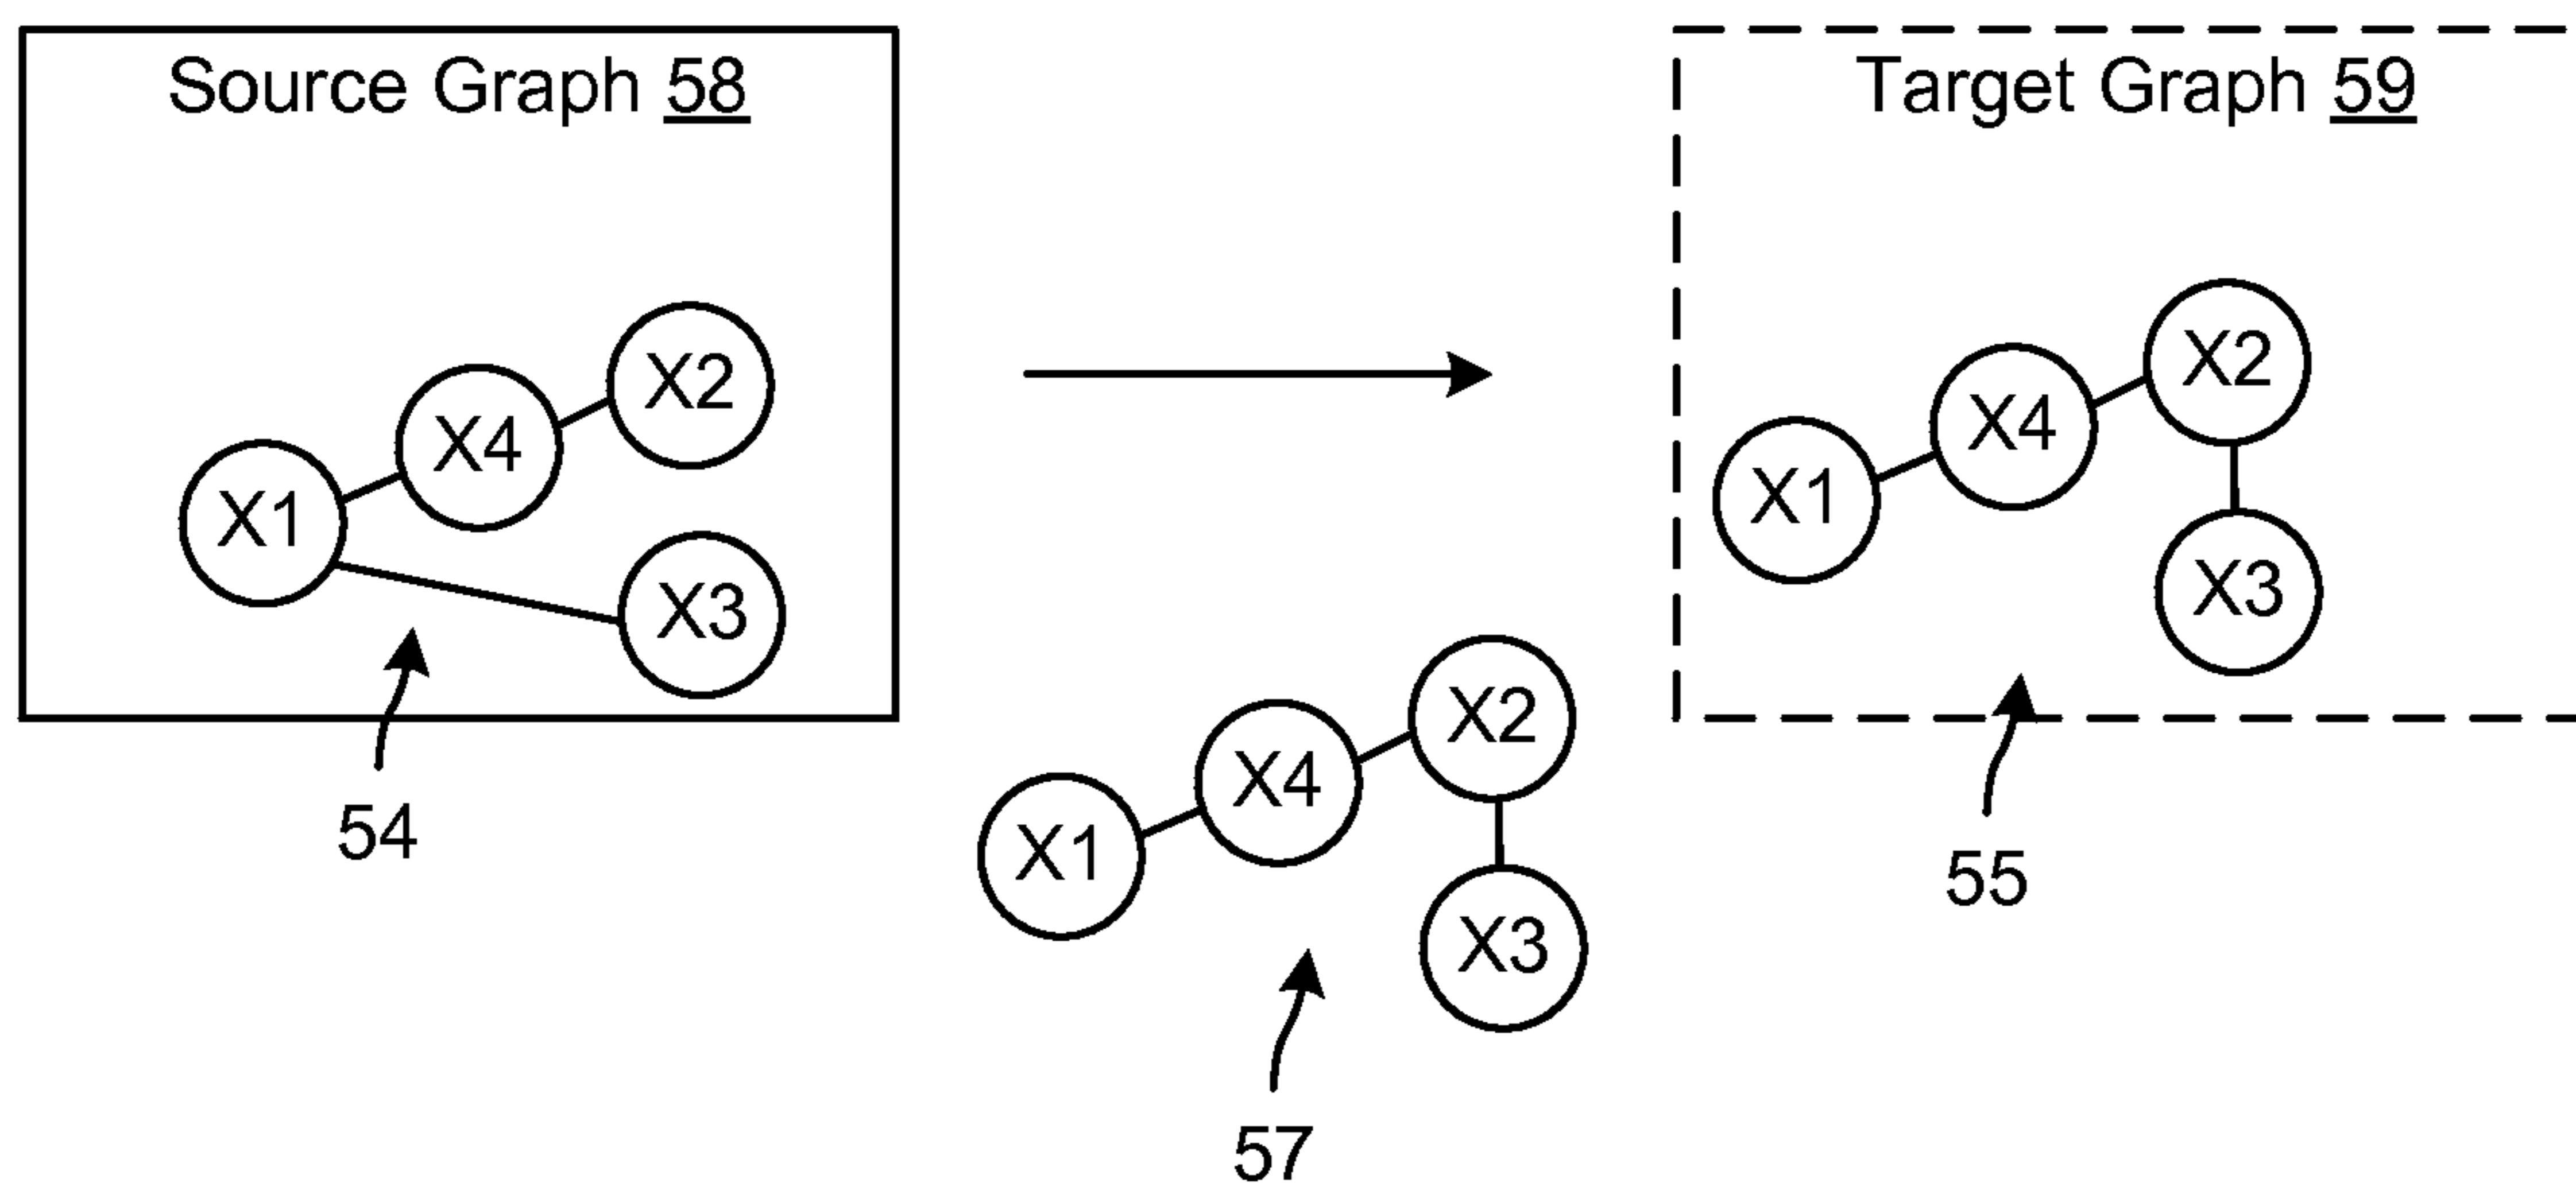 Source Graph 58
Target Graph 59
X2
X4
X1
X3
54
X2
X4
X1
X3
57
X2
X4
X1
X3
55